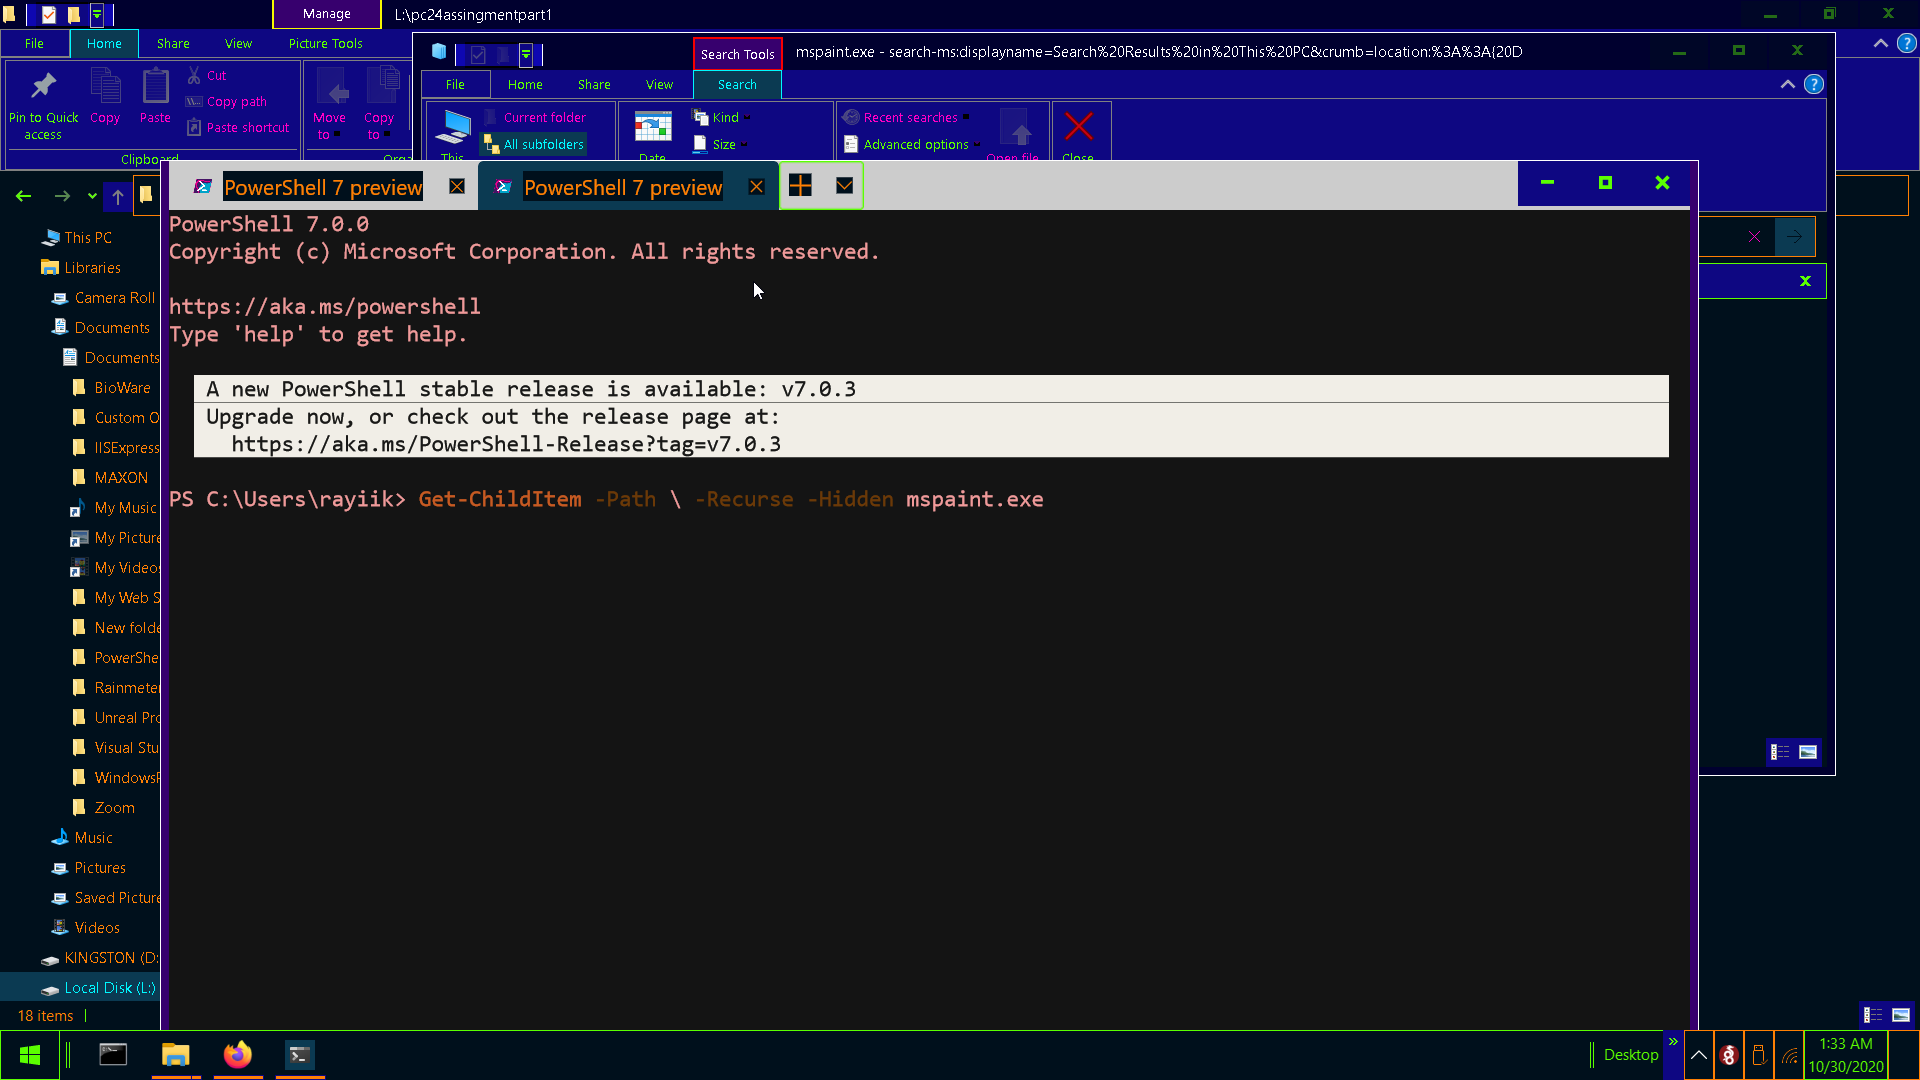 Manage
L:\pc24assingmentpart1
File
Home
Share
View
Picture Tools
Search Tools
mspaint.exe - search-ms:displayname=Search%20Results%20in%20This%20PC&crumb=location:%3A%3A{20D
File
Home
Share
View
Search
Pin to Quick access
Copy
Paste
Cut
Copy path
Paste shortcut
Move to
Copy to
Clipboard
Current folder
All subfolders
This
Date
Kind
Size
Recent searches
Advanced options
Open file
Close
PowerShell 7 preview
PowerShell 7 preview
PowerShell 7.0.0
Copyright (c) Microsoft Corporation. All rights reserved.
https://aka.ms/powershell
Type 'help' to get help.
A new PowerShell stable release is available: v7.0.3
Upgrade now, or check out the release page at:
https://aka.ms/PowerShell-Release?tag=v7.0.3
PS C:\Users\rayiik> Get-ChildItem -Path \ -Recurse -Hidden mspaint.exe
This PC
Libraries
Camera Roll
Documents
Documents
BioWare
Custom O
IISExpress
MAXON
My Music
My Picture
My Videos
My Web S
New folde
PowerShe
Rainmeter
Unreal Pro
Visual Stu
WindowsP
Zoom
Music
Pictures
Saved Picture
Videos
KINGSTON (D:
Local Disk (L:)
18 items
Desktop
1:33 AM
10/30/2020